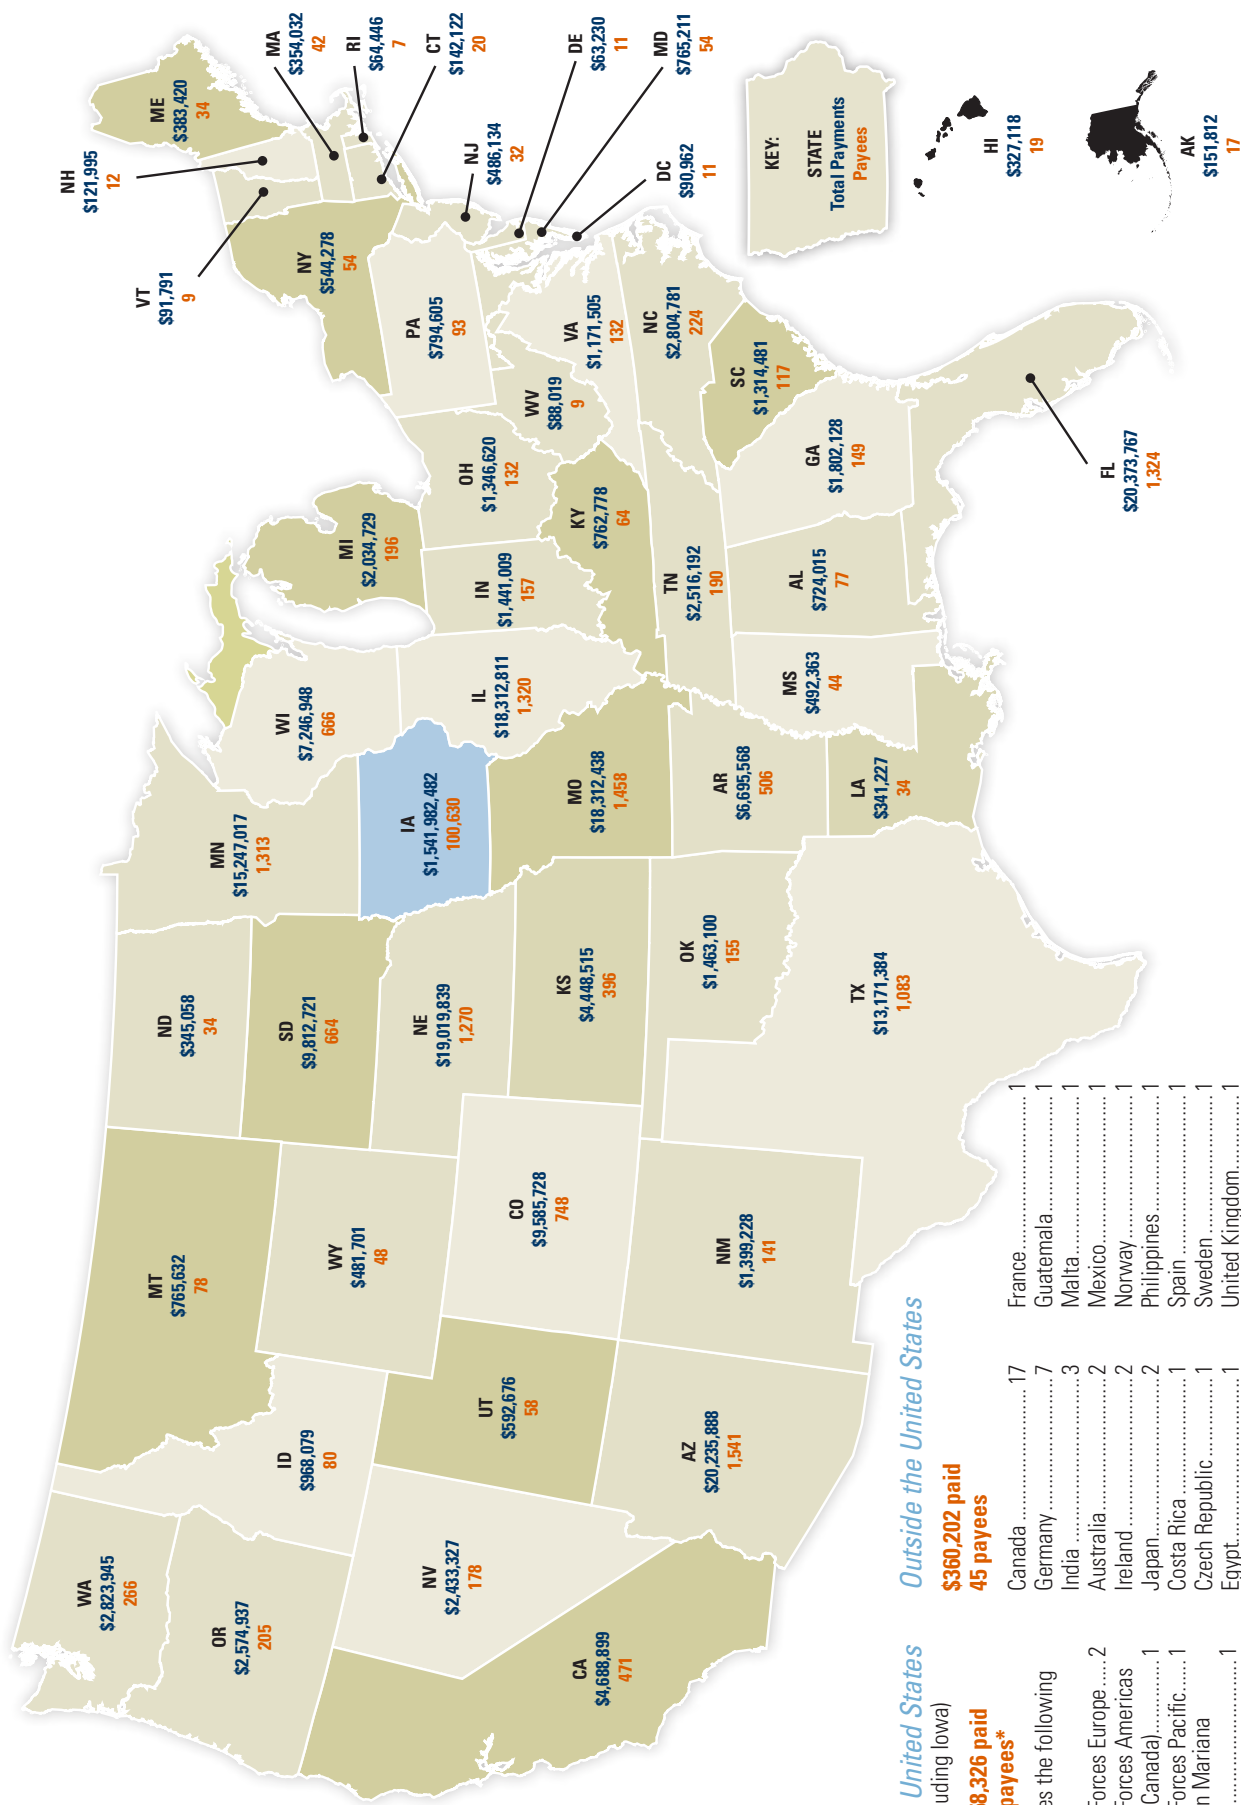 WA
$2,823,945
266
OR
$2,574,937
205
CA
$4,688,899
471
NV
$2,433,327
178
ID
$968,079
80
MT
$765,632
78
WY
$481,701
48
UT
$592,676
58
AZ
$20,235,888
1,541
CO
$9,585,728
748
NM
$1,399,228
141
ND
$345,058
34
SD
$9,812,721
664
NE
$19,019,839
1,270
KS
$4,448,515
396
OK
$1,463,100
155
TX
$13,171,384
1,083
MN
$15,247,017
1,313
IA
$1,541,982,482
100,630
MO
$18,312,438
1,458
AR
$6,695,568
506
LA
$341,227
34
WI
$7,246,948
666
IL
$18,312,811
1,320
MS
$492,363
44
MI
$2,034,729
196
IN
$1,441,009
157
KY
$762,778
64
TN
$2,516,192
190
AL
$724,015
77
OH
$1,346,620
132
WV
$88,019
9
VA
$1,171,505
132
NC
$2,804,781
224
SC
$1,314,481
117
GA
$1,802,128
149
FL
$20,373,767
1,324
PA
$794,605
93
NY
$544,278
54
VT
$91,791
9
NH
$121,995
12
ME
$383,420
34
MA
$354,032
42
RI
$64,446
7
CT
$142,122
20
NJ
$486,134
32
DE
$63,230
11
MD
$765,211
54
DC
$90,962
11
KEY:
STATE
Total Payments
Payees
HI
$327,118
19
AK
$151,812
17
United States
uding Iowa)
8,326 paid
payees*
es the following
Forces Europe.....2
Forces Americas
Canada)............1
Forces Pacific.....1
n Mariana
..........................1
Outside the United States
$360,202 paid
45 payees
Canada ..................... 17
Germany ..................... 7
India ........................... 3
Australia ..................... 2
Ireland ........................ 2
Japan .......................... 2
Costa Rica .................. 1
Czech Republic ........... 1
Egypt ........................... 1
France ......................... 1
Guatemala .................. 1
Malta .......................... 1
Mexico ........................ 1
Norway ....................... 1
Philippines .................. 1
Spain .......................... 1
Sweden ....................... 1
United Kingdom .......... 1